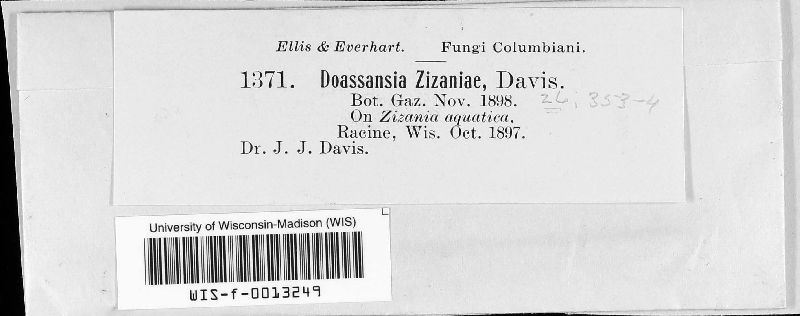 Ellis & Everhart. Fungi Columbiani.
1371. Doassansia Zizaniae, Davis.
Bot. Gaz. Nov. 1898. 26; 353-4
On Zizania aquatica,
Racine, Wis. Oct. 1897.
Dr. J. J. Davis.
University of Wisconsin-Madison (WIS)
WIS-f-0013249